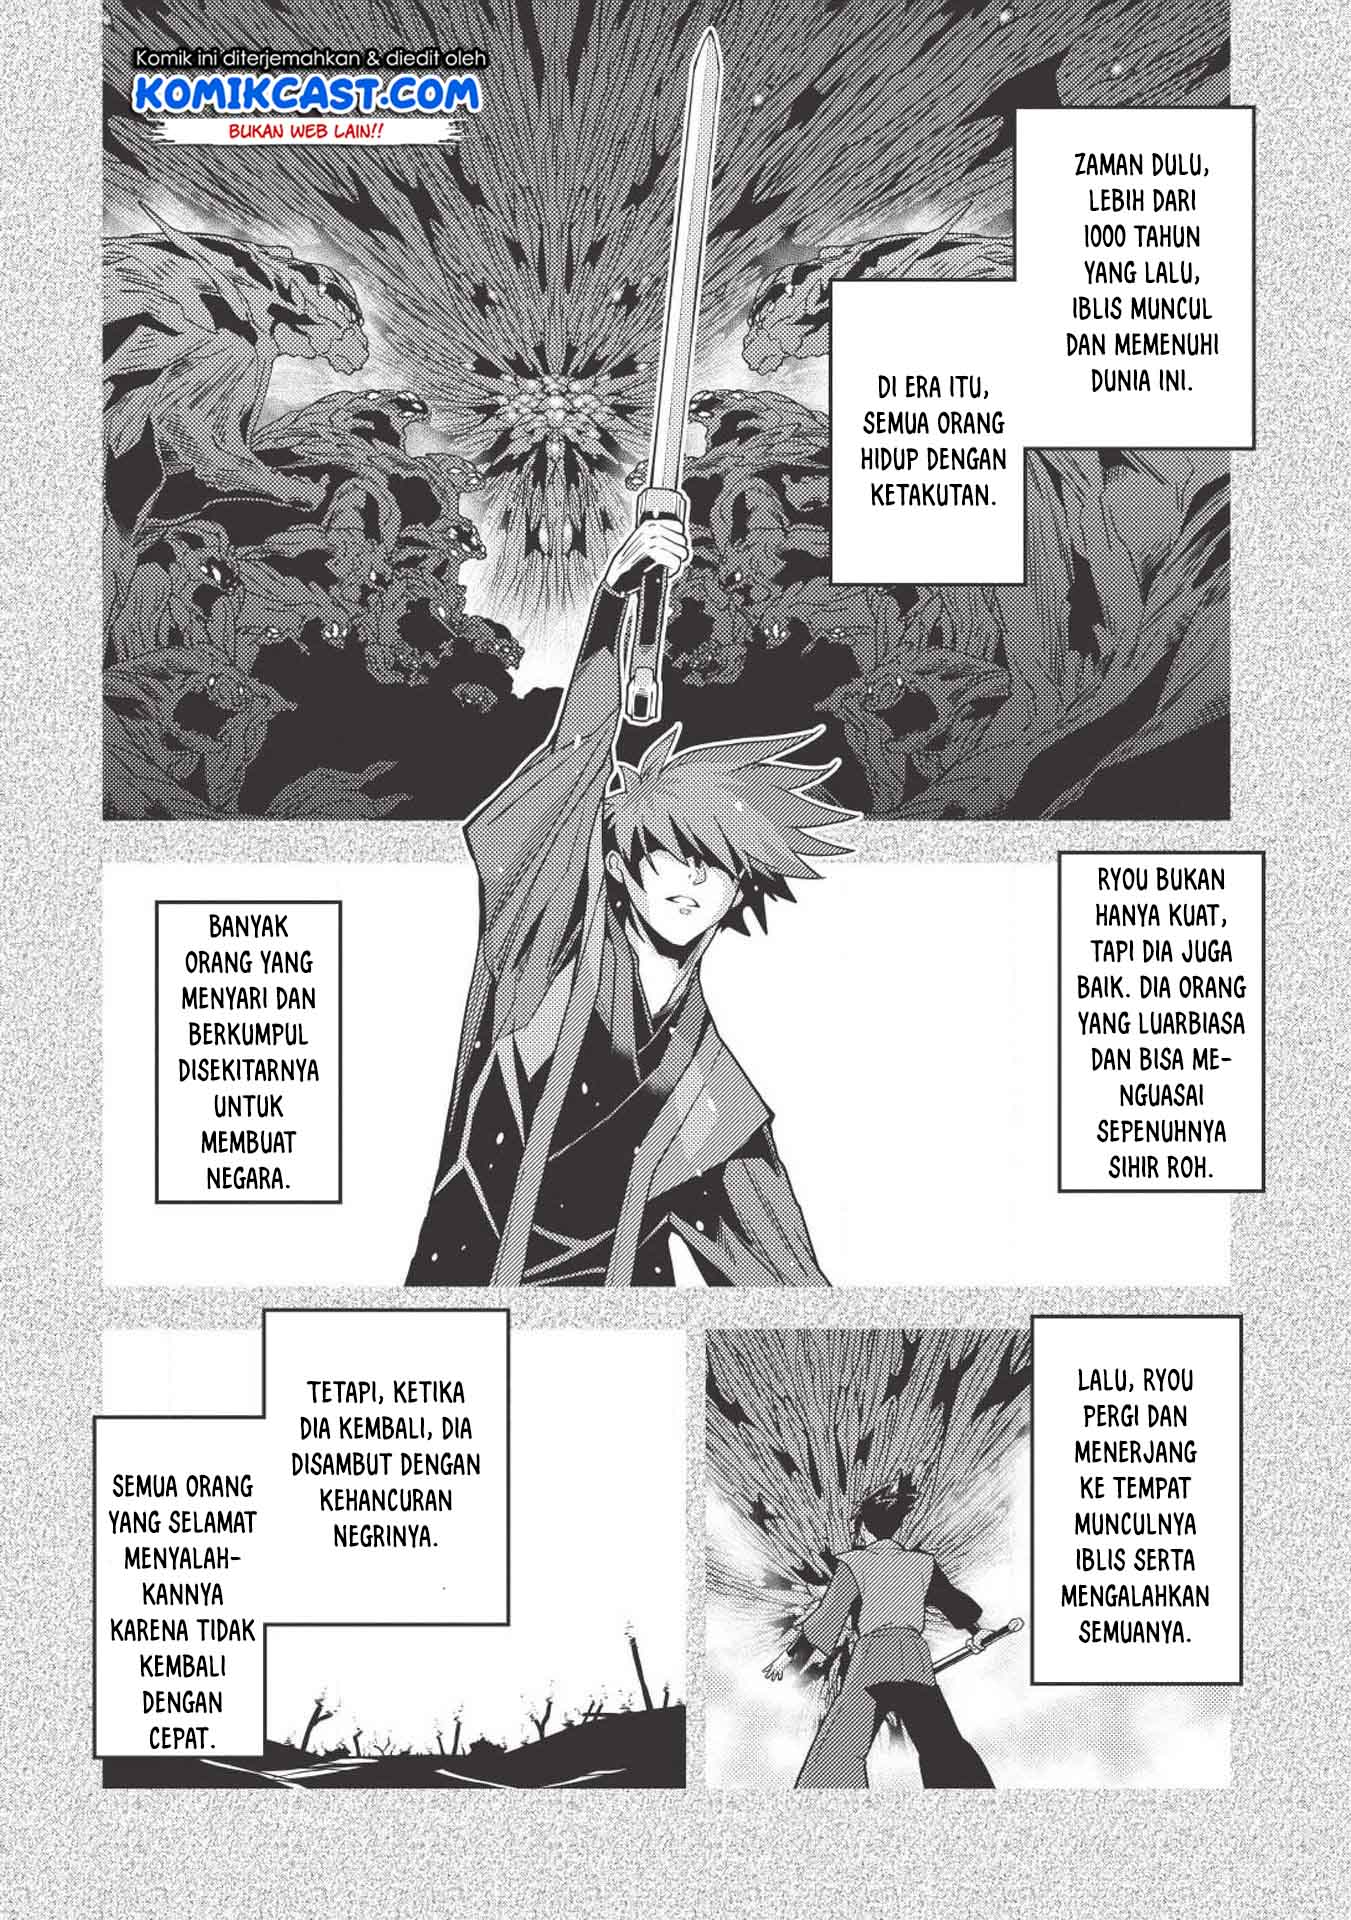 Komik ini diterjemahkan & diedit oleh
KOMIKCAST.COM
BUKAN WEB LAIN!!
ZAMAN DULU,
LEBIH DARI
1000 TAHUN
YANG LALU,
IBLIS MUNCUL
DAN MEMENUHI
DUNIA INI.
DI ERA ITU,
SEMUA ORANG
HIDUP DENGAN
KETAKUTAN.
RYOU BUKAN
HANYA KUAT,
TAPI DIA JUGA
BAIK. DIA ORANG
YANG LUARBIASA
DAN BISA ME-
NGUASAI
SEPENUHNYA
SIHIR ROH.
BANYAK
ORANG YANG
MENYARI DAN
BERKUMPUL
DISEKITARNYA
UNTUK
MEMBUAT
NEGARA.
LALU, RYOU
PERGI DAN
MENERJANG
KE TEMPAT
MUNCULNYA
IBLIS SERTA
MENGALAHKAN
SEMUANYA.
TETAPI, KETIKA
DIA KEMBALI, DIA
DISAMBUT DENGAN
KEHANCURAN
NEGRINYA.
SEMUA ORANG
YANG SELAMAT
MENYALAH-
KANNYA
KARENA TIDAK
KEMBALI
DENGAN
CEPAT.